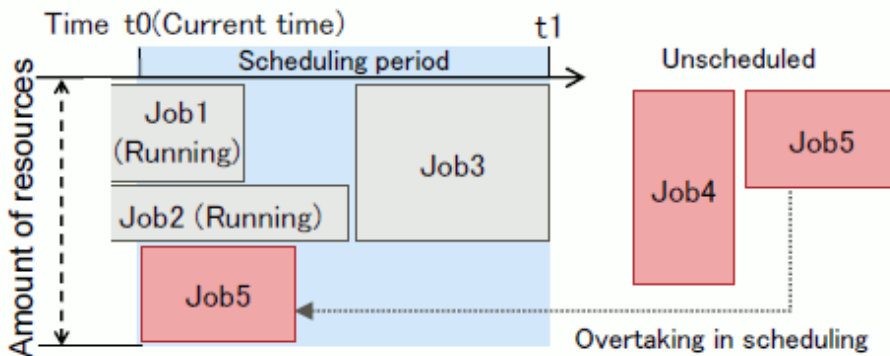 Time t0(Current time)
t1
Scheduling period
Unscheduled
Amount of resources
Job1
(Running)
Job2 (Running)
Job3
Job4
Job5
Job5
Overtaking in scheduling